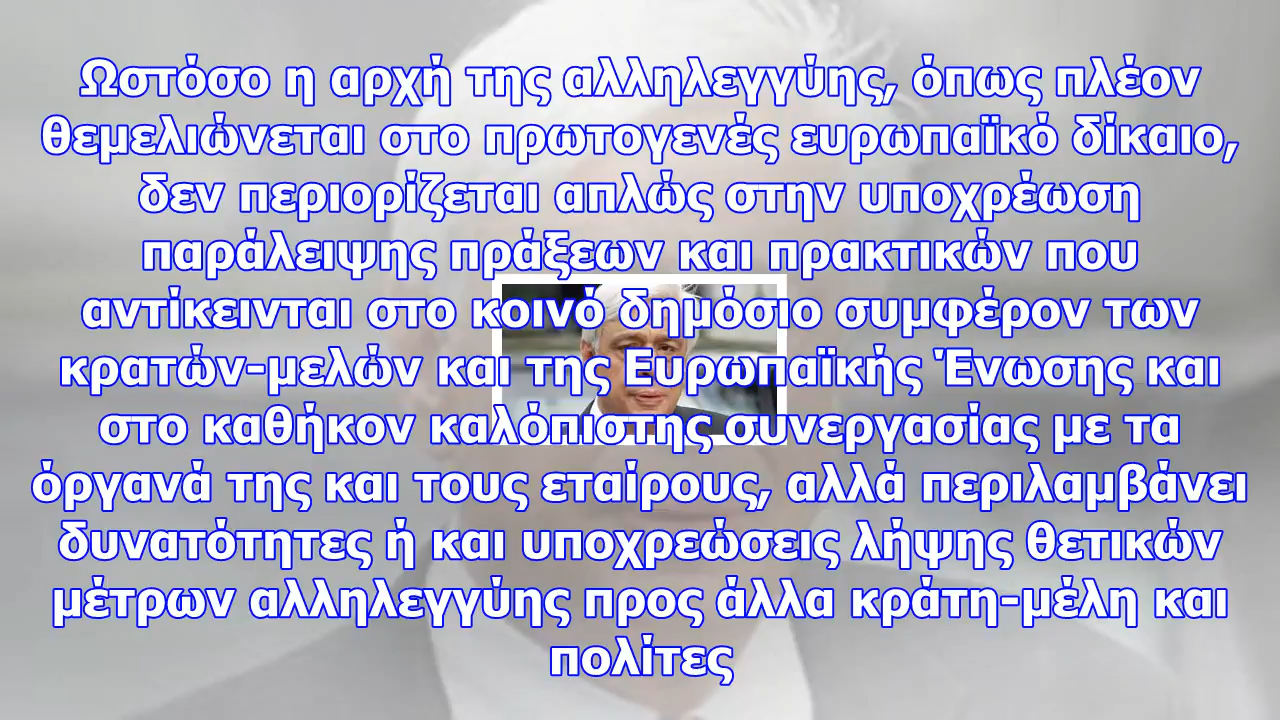 Ωστόσο η αρχή της αλληλεγγύης, όπως πλέον
θεμελιώνεται στο πρωτογενές ευρωπαϊκό δίκαιο,
δεν περιορίζεται απλώς στην υποχρέωση
παράλειψης πράξεων και πρακτικών που
αντίκεινται στο κοινό δημόσιο συμφέρον των
κρατών-μελών και της Ευρωπαϊκής Ένωσης και
στο καθήκον καλόπιστης συνεργασίας με τα
όργανά της και τους εταίρους, αλλά περιλαμβάνει
δυνατότητες ή και υποχρεώσεις λήψης θετικών
μέτρων αλληλεγγύης προς άλλα κράτη-μέλη και
πολίτες